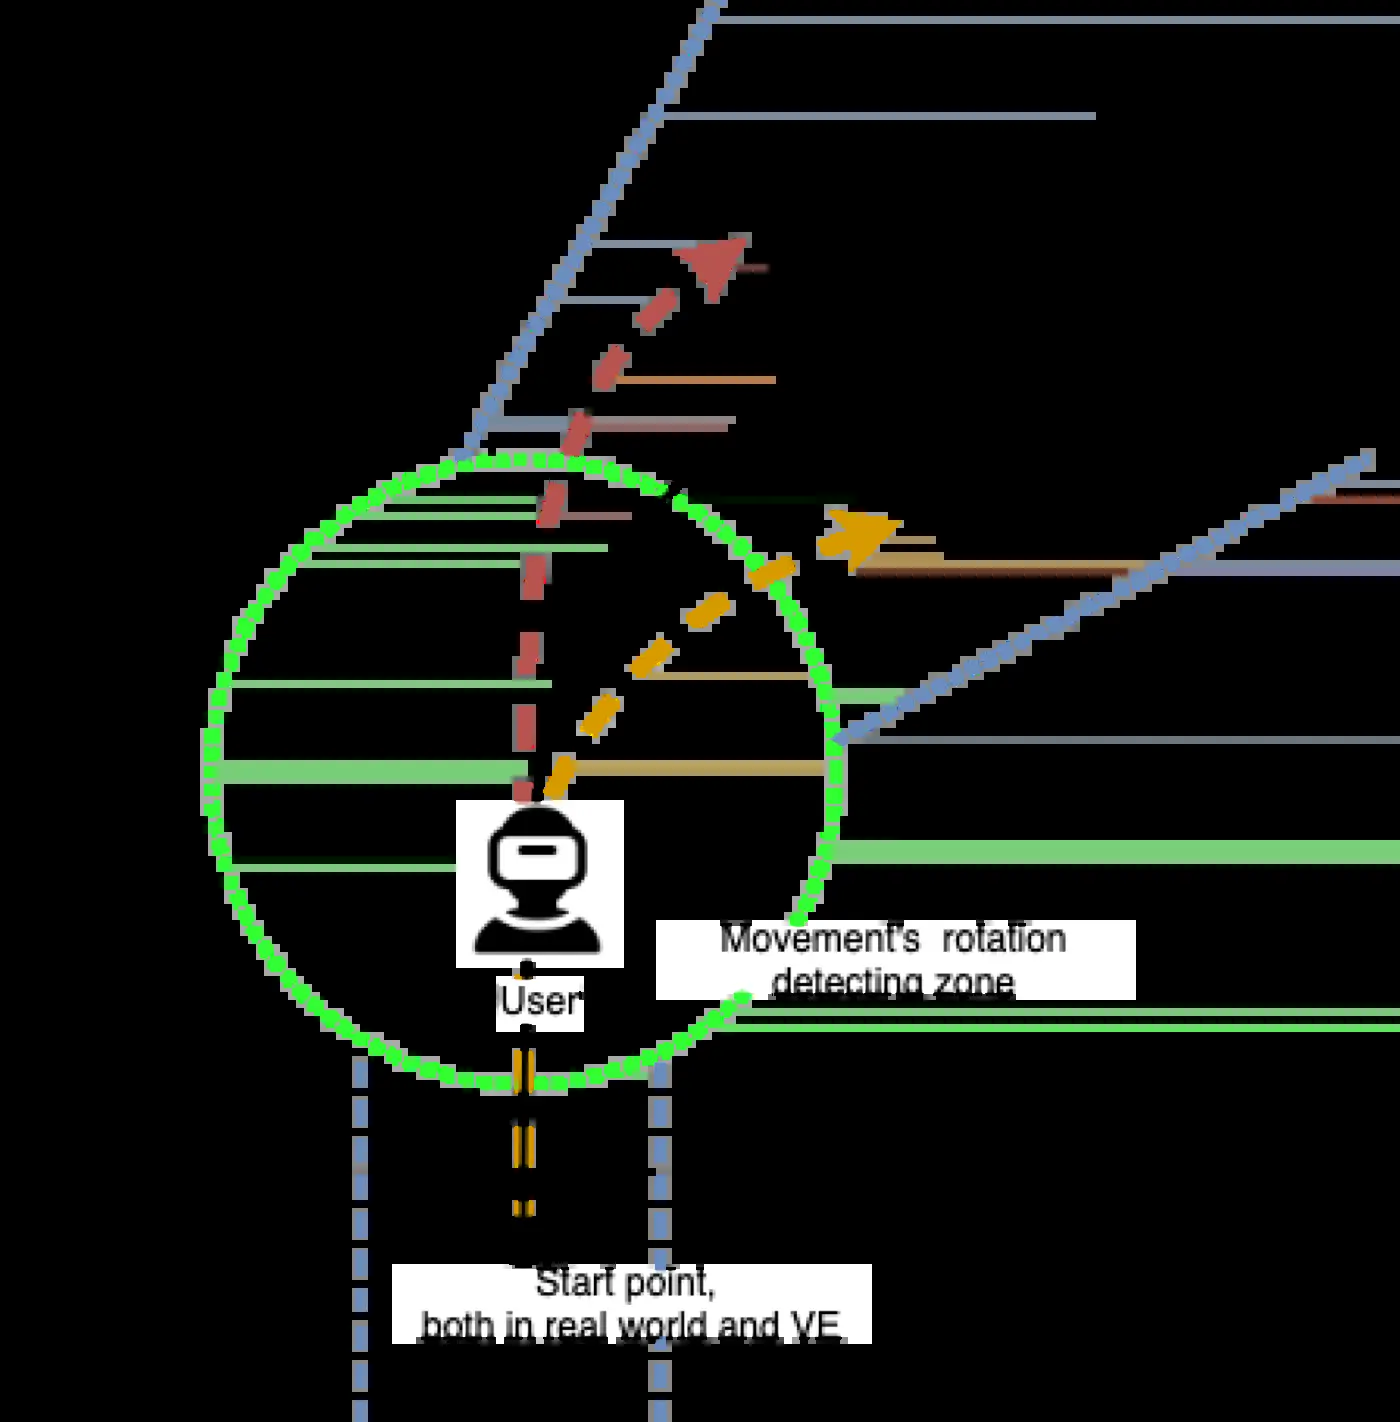 User
Movement's rotation
detecting zone
Start point,
both in real world and VE